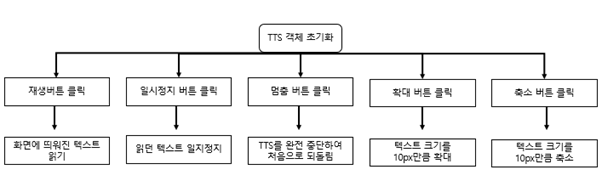 TTS 객체 초기화
재생버튼 클릭
일시정지 버튼 클릭
멈춤 버튼 클릭
확대 버튼 클릭
축소 버튼 클릭
화면에 띄워진 텍스트
읽기
읽던 텍스트 일지정지
TTS를 완전 중단하여
처음으로 되돌림
텍스트 크기를
10px만큼 확대
텍스트 크기를
10px만큼 축소